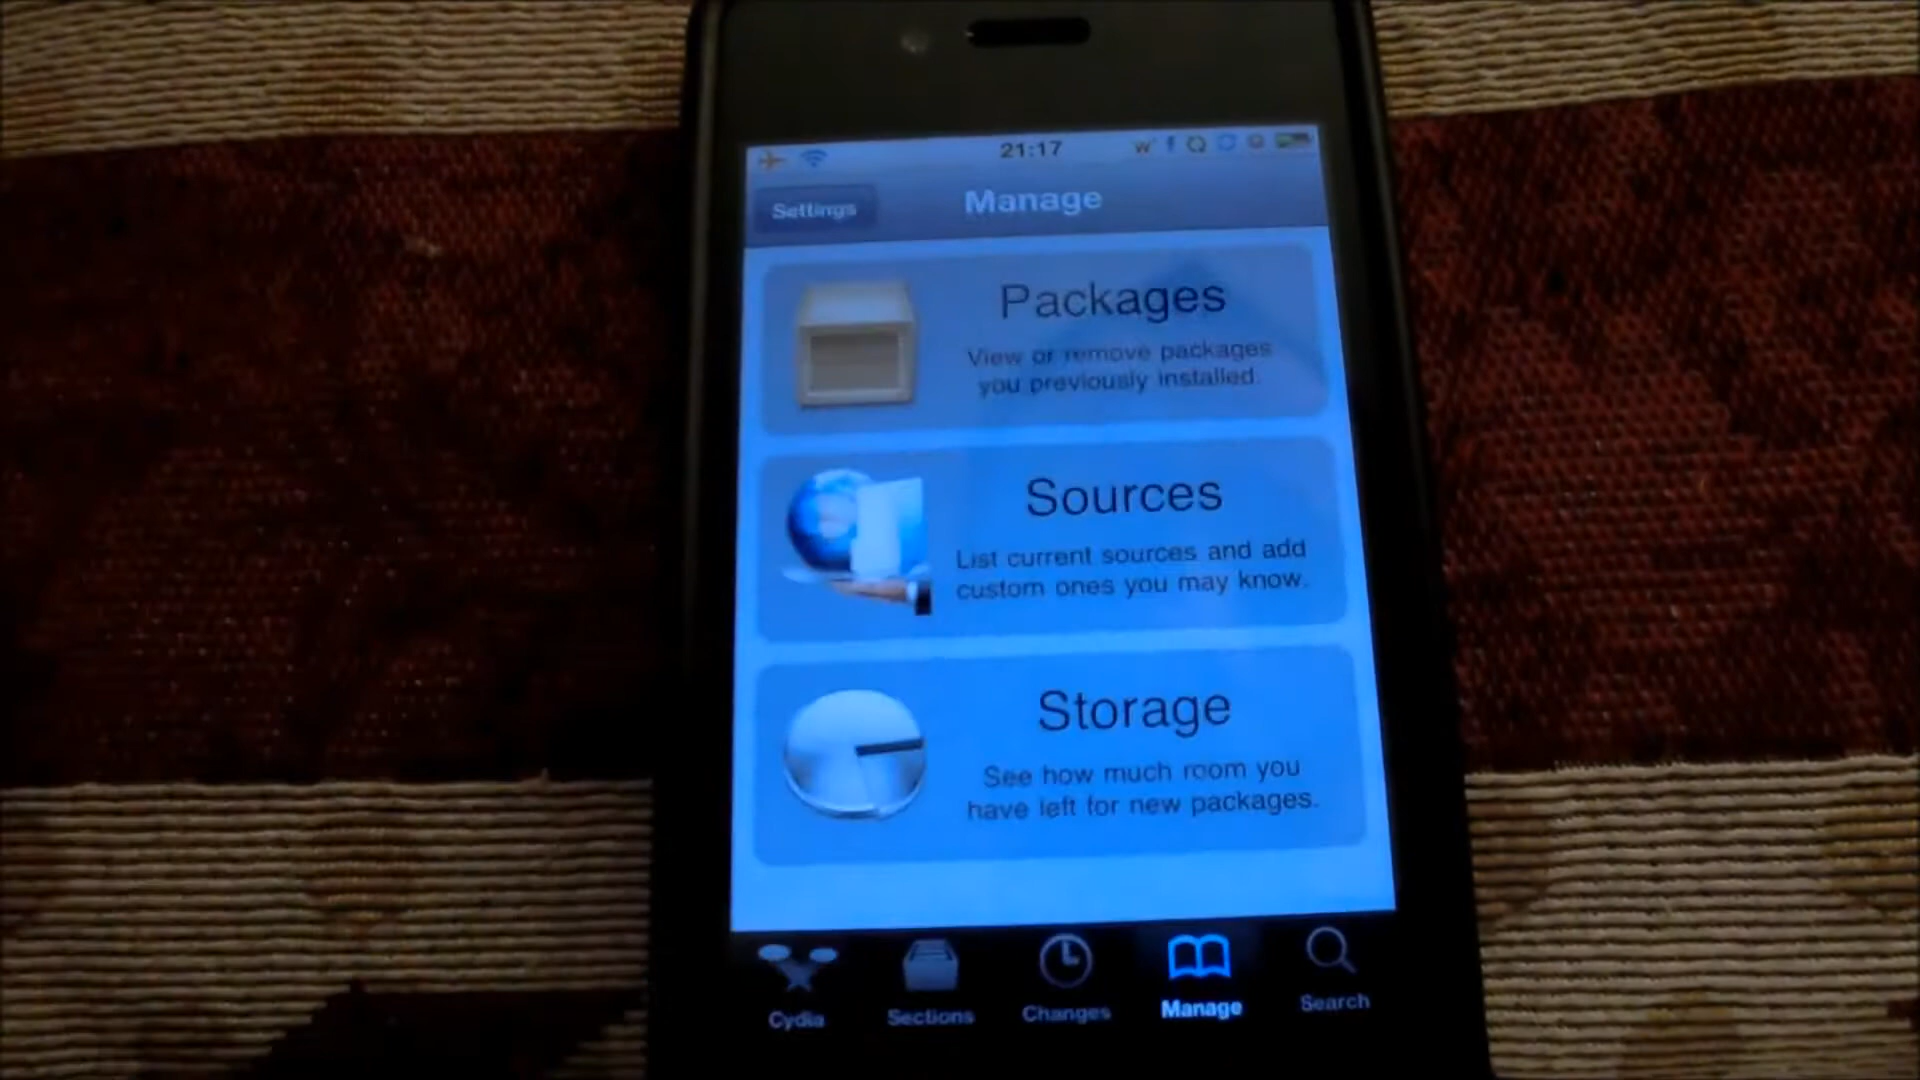 21:17
Settings
Manage
Packages
View or remove packages
you previously installed.
Sources
List current sources and add
custom ones you may know.
Storage
See how much room you
have left for new packages.
Cydia
Sections
Changes
Manage
Search